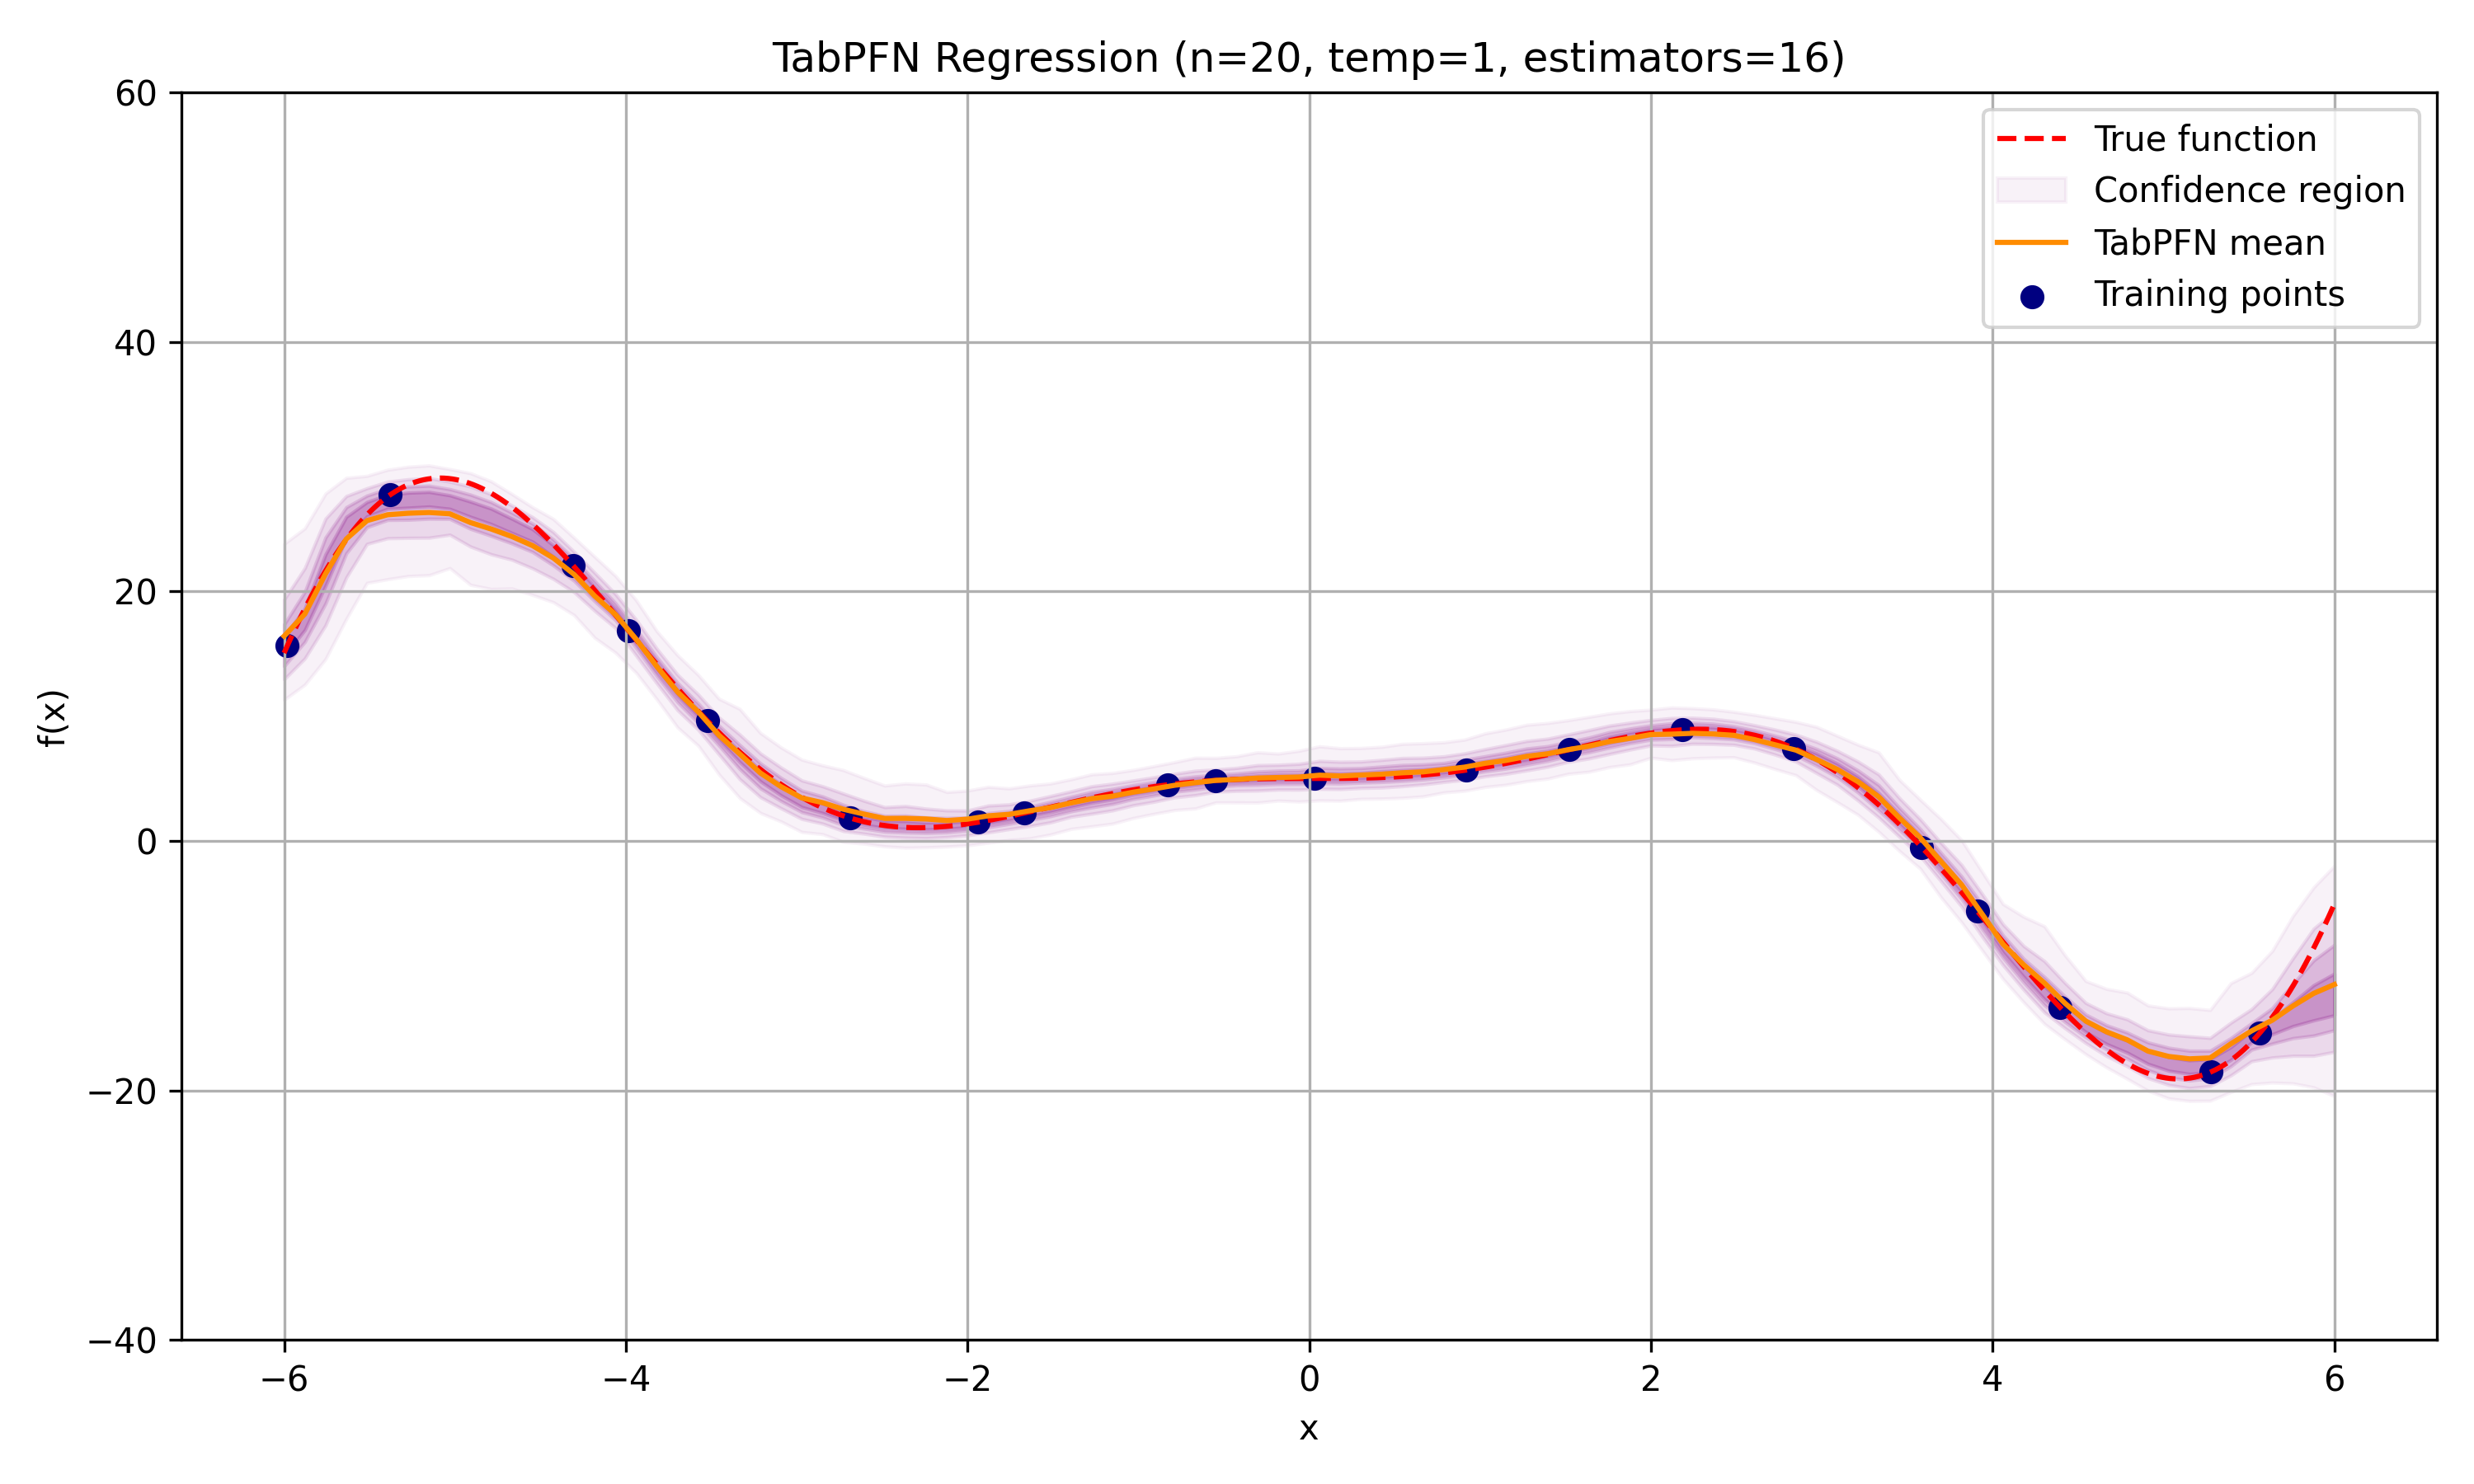 TabPFN Regression (n=20, temp=1, estimators=16)
60
40
20
0
−20
−40
f(x)
True function
Confidence region
TabPFN mean
Training points
−6
−4
−2
0
2
4
6
x